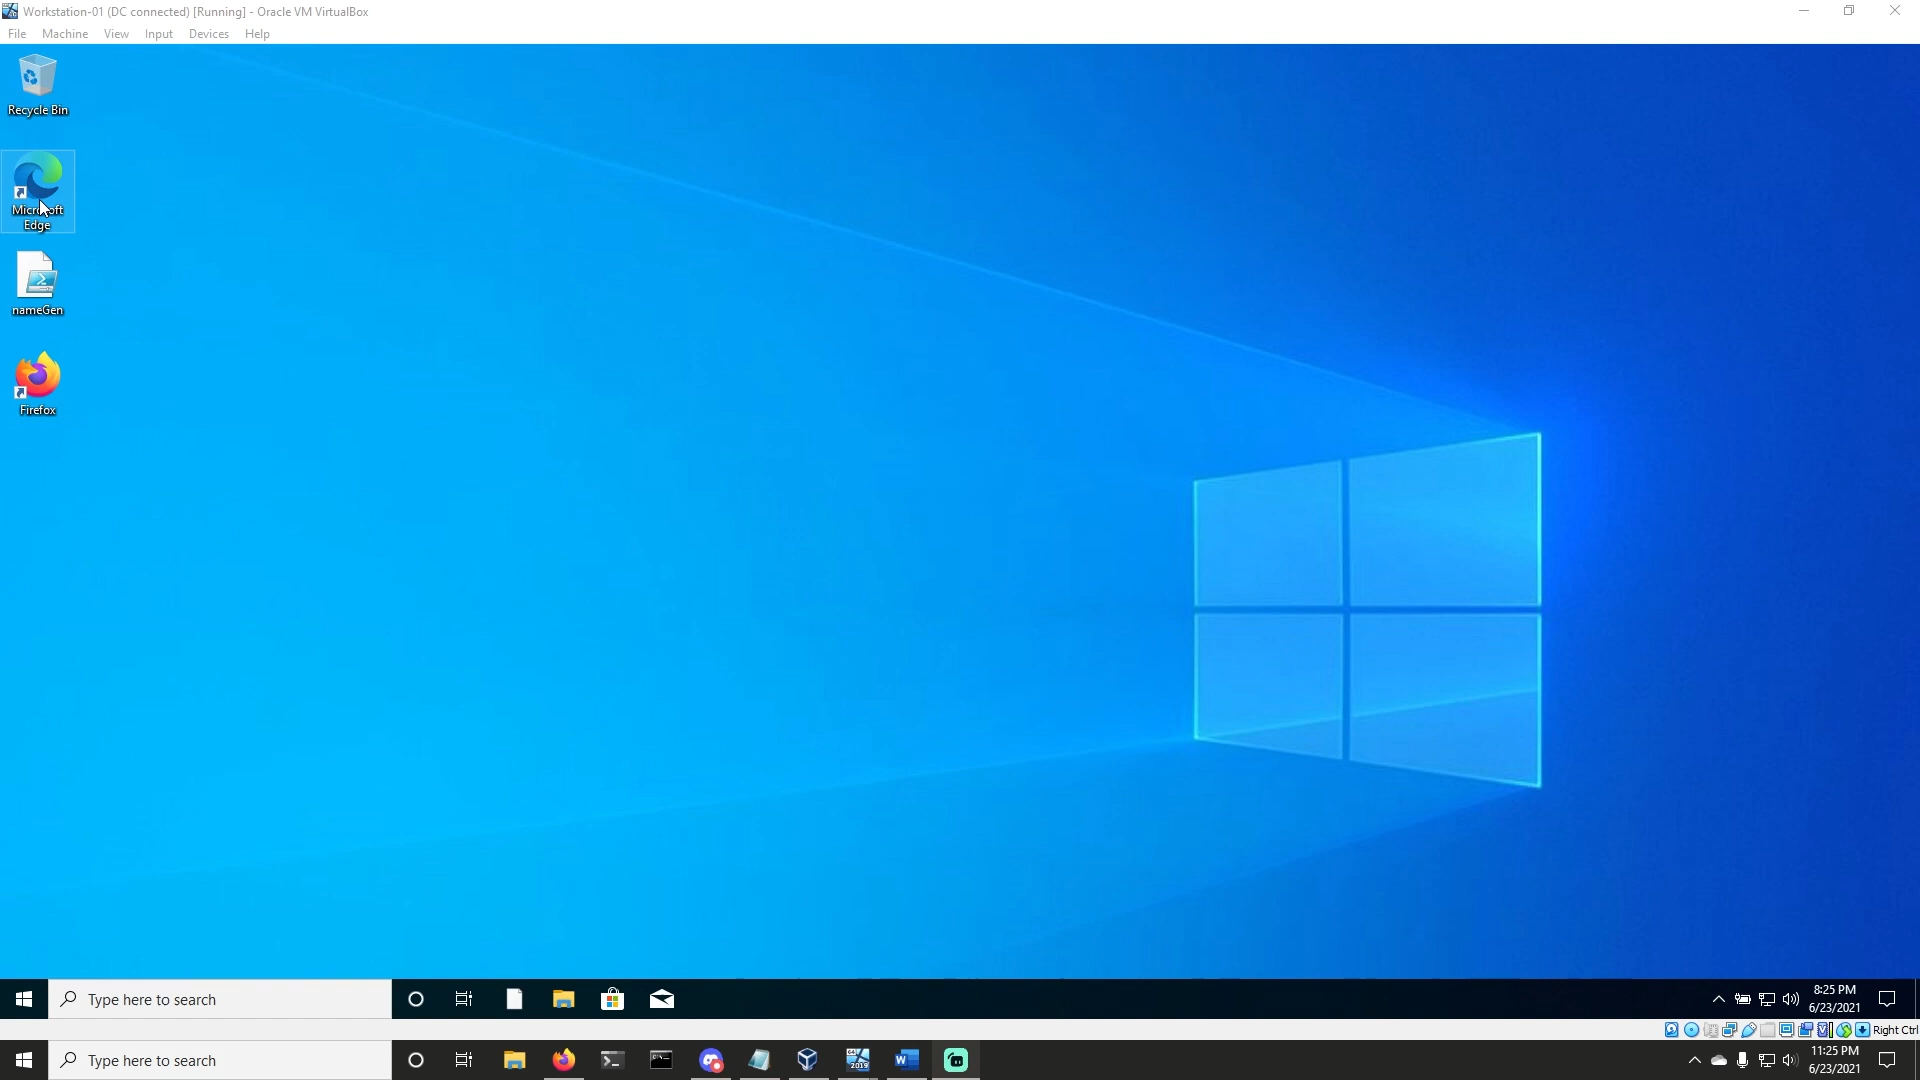 Workstation-01 (DC connected) [Running] - Oracle VM VirtualBox
File Machine View Input Devices Help
Recycle Bin
Microsoft
Edge
nameGen
Firefox
Type here to search
8:25 PM
6/23/2021
Right Ctrl
Type here to search
64
2019
11:25 PM
6/23/2021